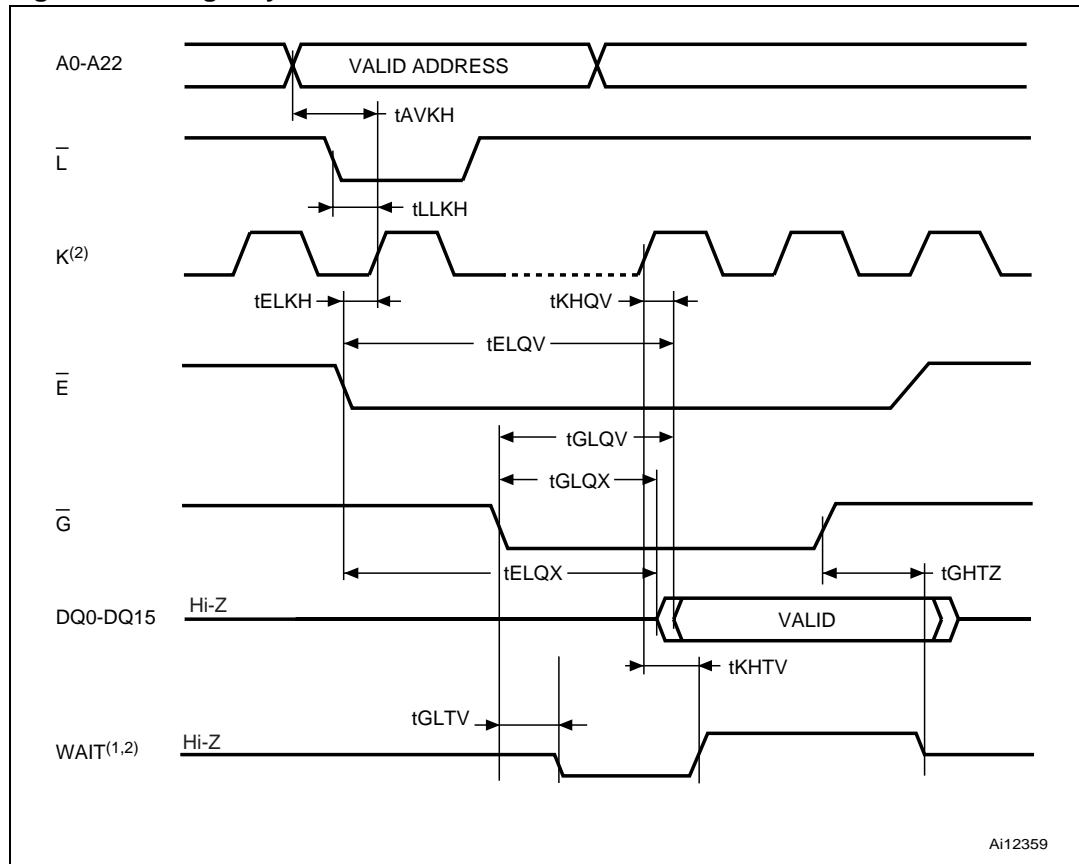 A0-A22
VALID ADDRESS
tAVKH
L̅
tLLKH
K(2)
tELKH
tKHQV
tELQV
E̅
tGLQV
tGLQX
G̅
tELQX
tGHTZ
DQ0-DQ15
Hi-Z
VALID
tKHTV
tGLTV
WAIT(1,2)
Hi-Z
Ai12359